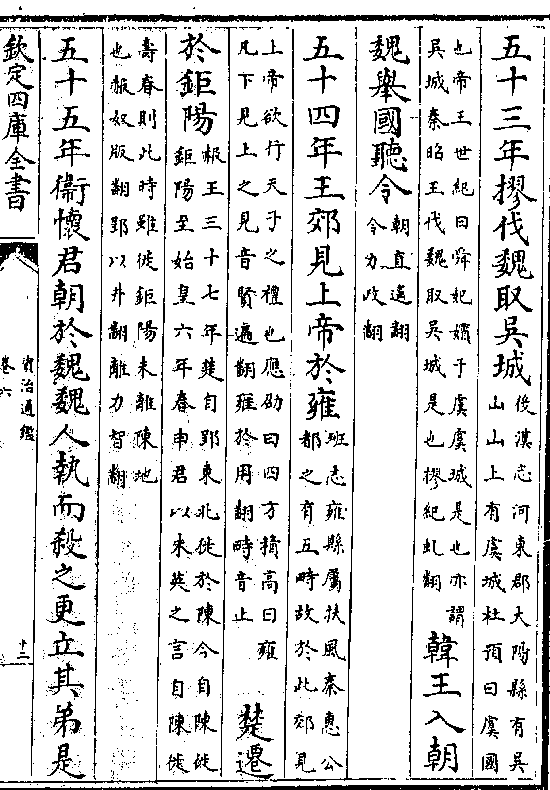 五十三年摎伐魏取吳城
後漢志河東郡大陽縣有吳
山山上有虞城杜預曰虞國
也帝王世紀曰舜妃嬪于虞虞城是也亦謂
吳城秦昭王伐魏取吳城是也摎紀虬翻
韓王入朝
魏舉國聽令
朝直遙翻
令力政翻
五十四年王郊見上帝於雍
班志雍縣屬扶風秦惠公
都之有五畤故於此郊見
上帝欲行天子之禮也應劭曰四方積高曰雍
凡下見上之見音賢遍翻雍於用翻畤音止
楚遷
於鉅陽
赧王三十七年楚自郢東北徙於陳今自陳徙
鉅陽至始皇六年春申君以朱英之言自陳徙
壽春則此時雖徙鉅陽未離陳地
也赧奴版翻郢以井翻離力智翻
五十五年衞懷君朝於魏魏人執而殺之更立其弟是
欽定四庫全書
資治通鑑
卷六
十二